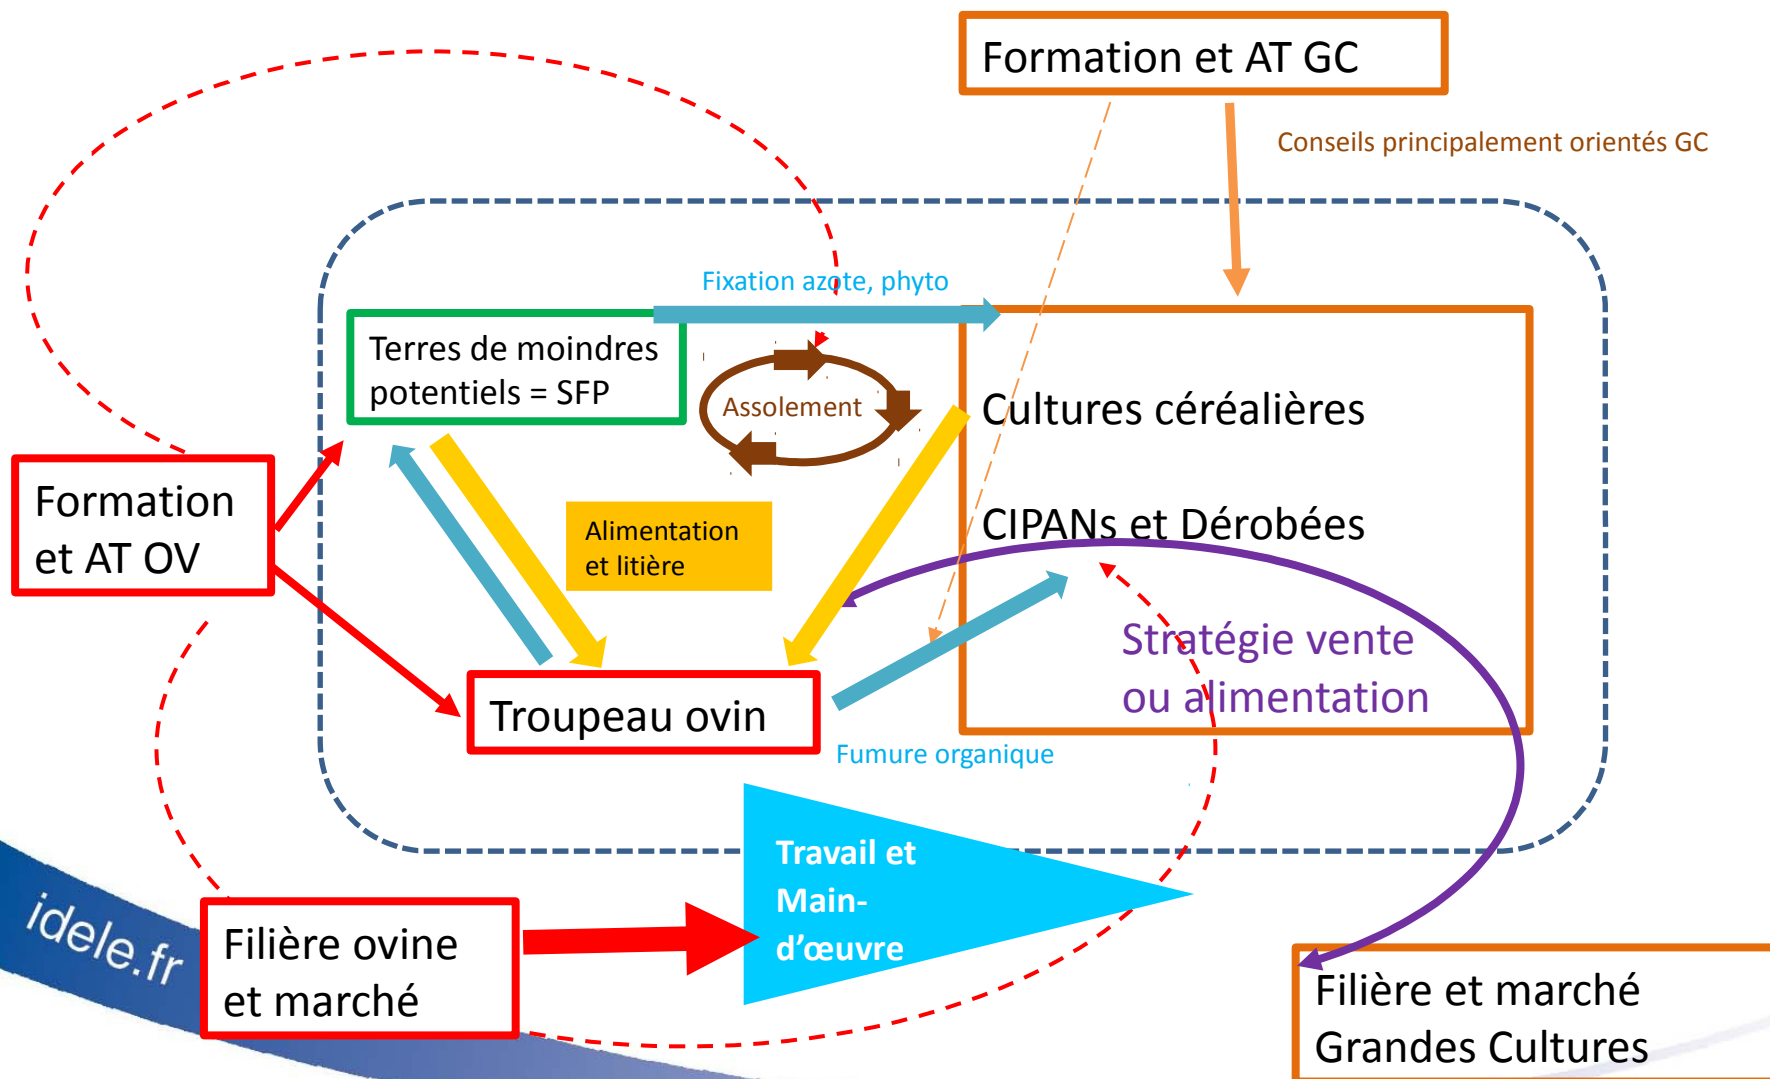 Formation et AT GC
Conseils principalement orientés GC
Fixation azote, phyto
Terres de moindres
potentiels = SFP
Assolement
Cultures céréalières
Formation
et AT OV
Alimentation
et litière
CIPANs et Dérobées
Stratégie vente
ou alimentation
Troupeau ovin
Fumure organique
Travail et
Main-
d’œuvre
idele.fr
Filière ovine
et marché
Filière et marché
Grandes Cultures